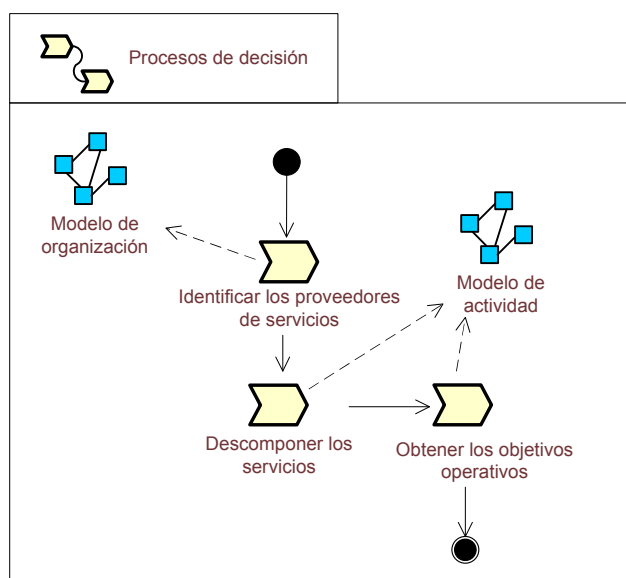 Procesos de decisión
Modelo de
organización
Identificar los proveedores
de servicios
Modelo de
actividad
Descomponer los
servicios
Obtener los objetivos
operativos